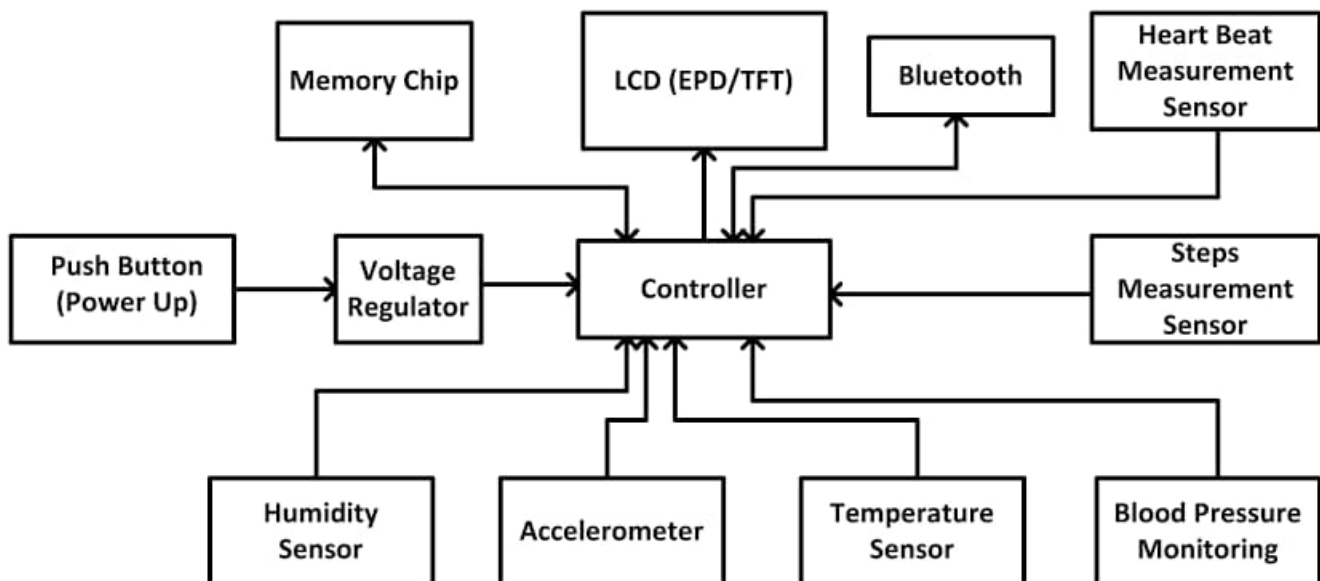 Memory Chip
LCD (EPD/TFT)
Bluetooth
Heart Beat
Measurement
Sensor
Push Button
(Power Up)
Voltage
Regulator
Controller
Steps
Measurement
Sensor
Humidity
Sensor
Accelerometer
Temperature
Sensor
Blood Pressure
Monitoring